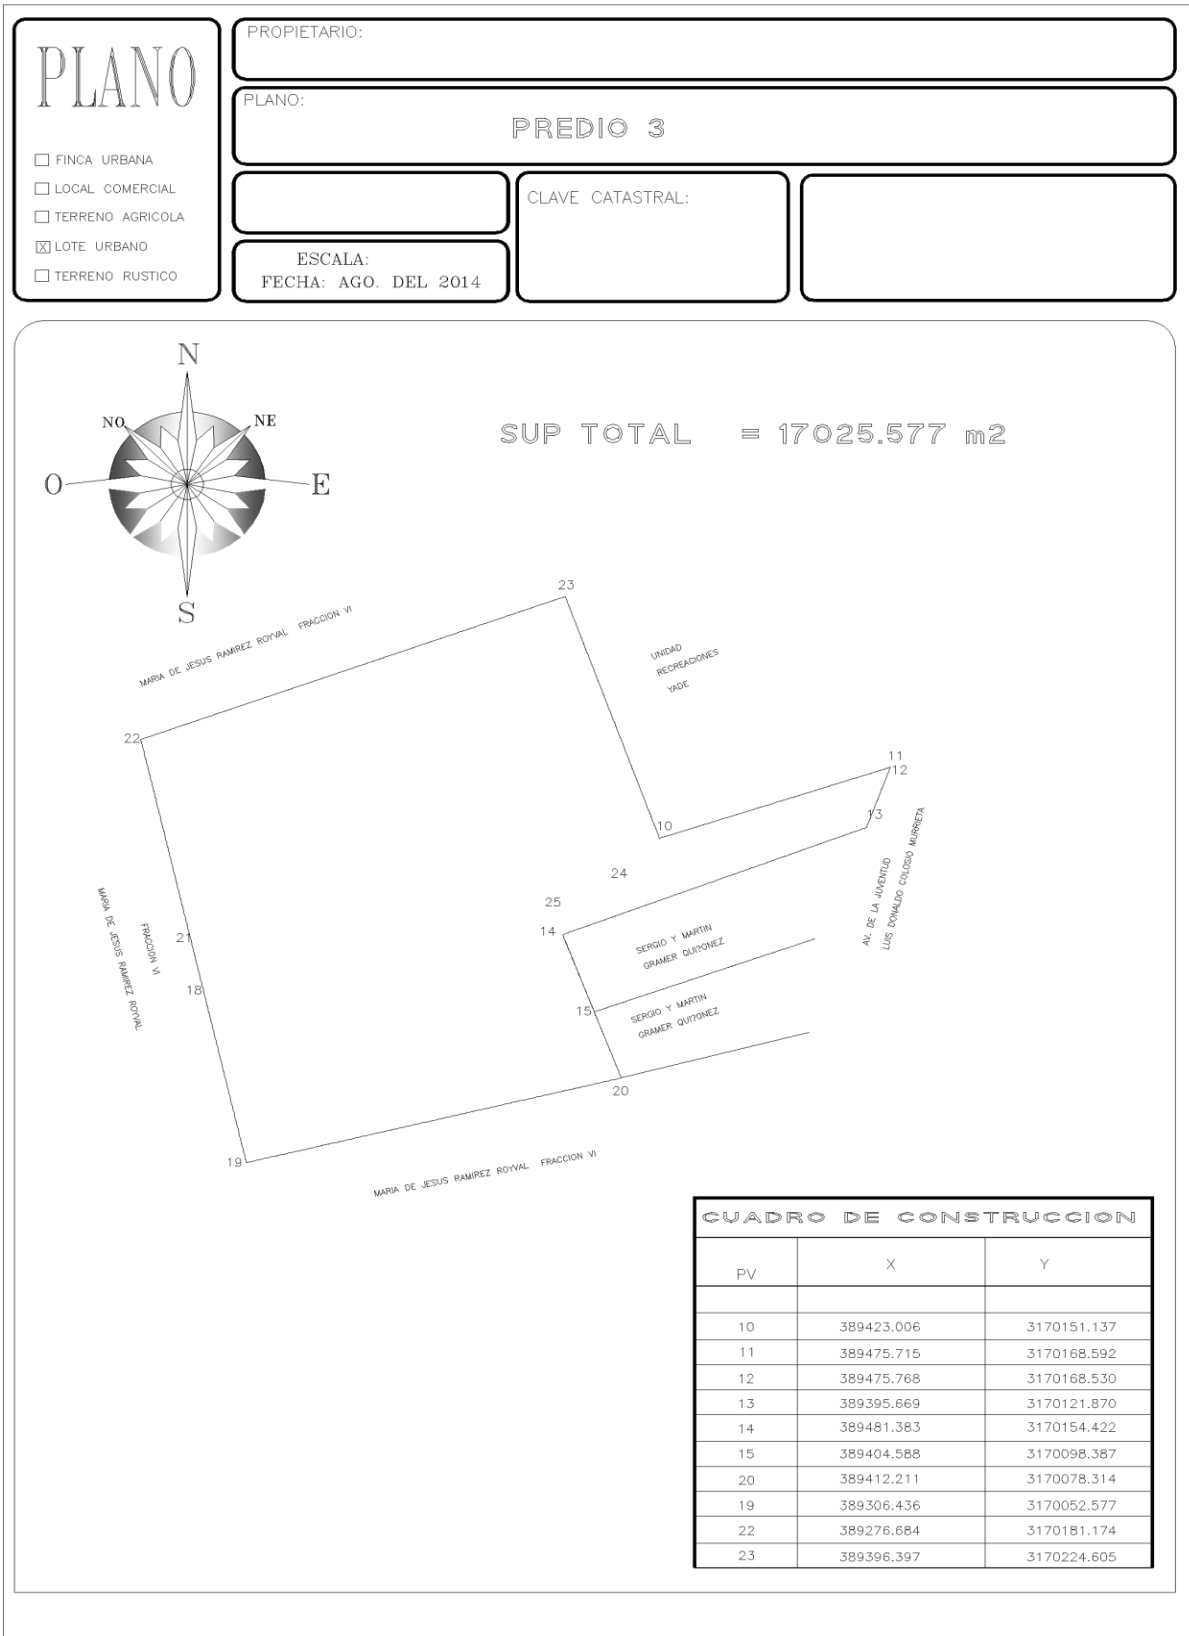 PLANO
FINCA URBANA
LOCAL COMERCIAL
TERRENO AGRICOLA
X LOTE URBANO
TERRENO RUSTICO
PROPIETARIO:
PLANO:
PREDIO 3
ESCALA:
FECHA: AGO. DEL 2014
CLAVE CATASTRAL:
N
NO
NE
O
E
S
SUP TOTAL = 17025.577 m2
23
MARIA DE JESUS RAMIREZ ROYVAL FRACCION VI
UNIDAD
RECREACIONES
YADE
22
11
12
13
10
24
25
14
AV. DE LA JUVENTUD
LUIS DONALDO COLOSIO MURRIETA
SERGIO Y MARTIN
GRAMER QUI?ONEZ
MARIA DE JESUS RAMIREZ ROYVAL
FRACCION VI
21
18
15
SERGIO Y MARTIN
GRAMER QUI?ONEZ
20
19
MARIA DE JESUS RAMIREZ ROYVAL FRACCION VI
CUADRO DE CONSTRUCCION
PV X Y
10 389423.006 3170151.137
11 389475.715 3170168.592
12 389475.768 3170168.530
13 389395.669 3170121.870
14 389481.383 3170154.422
15 389404.588 3170098.387
20 389412.211 3170078.314
19 389306.436 3170052.577
22 389276.684 3170181.174
23 389396.397 3170224.605